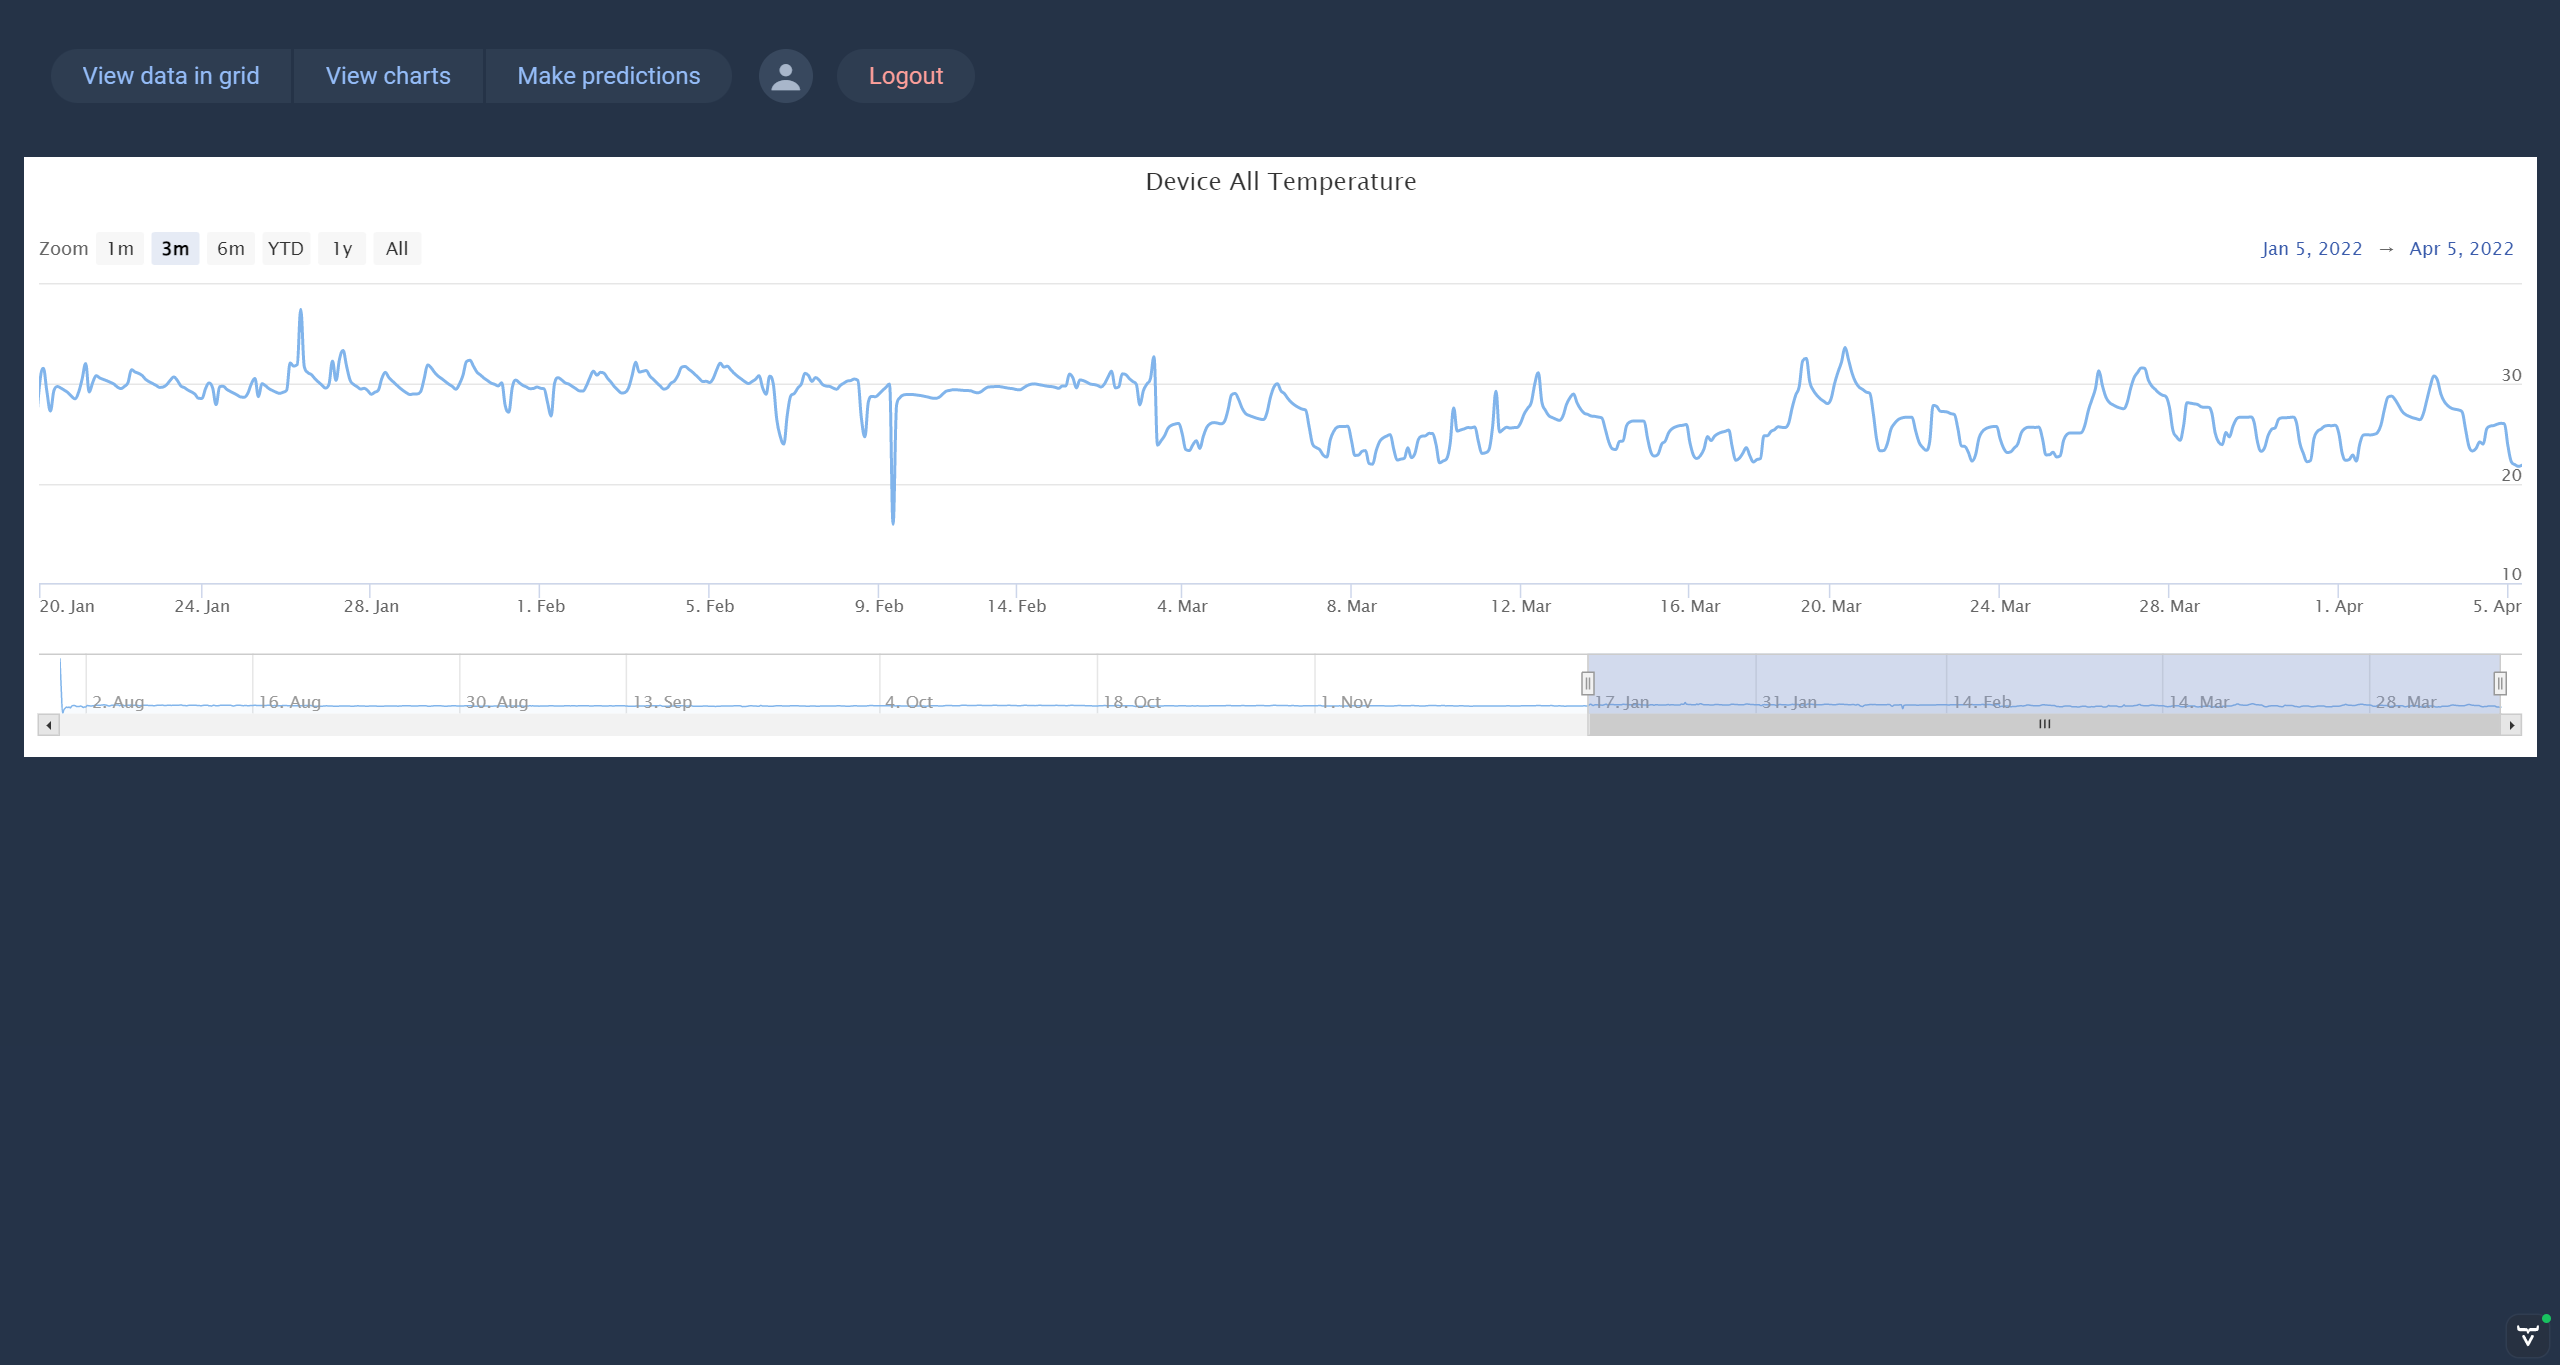 View data in grid View charts Make predictions Logout
Device All Temperature
Zoom 1m 3m 6m YTD 1y All Jan 5, 2022 → Apr 5, 2022
30
20
10
20. Jan 24. Jan 28. Jan 1. Feb 5. Feb 9. Feb 14. Feb 4. Mar 8. Mar 12. Mar 16. Mar 20. Mar 24. Mar 28. Mar 1. Apr 5. Apr
2. Aug 16. Aug 30. Aug 13. Sep 4. Oct 18. Oct 1. Nov 17. Jan 31. Jan 14. Feb 14. Mar 28. Mar